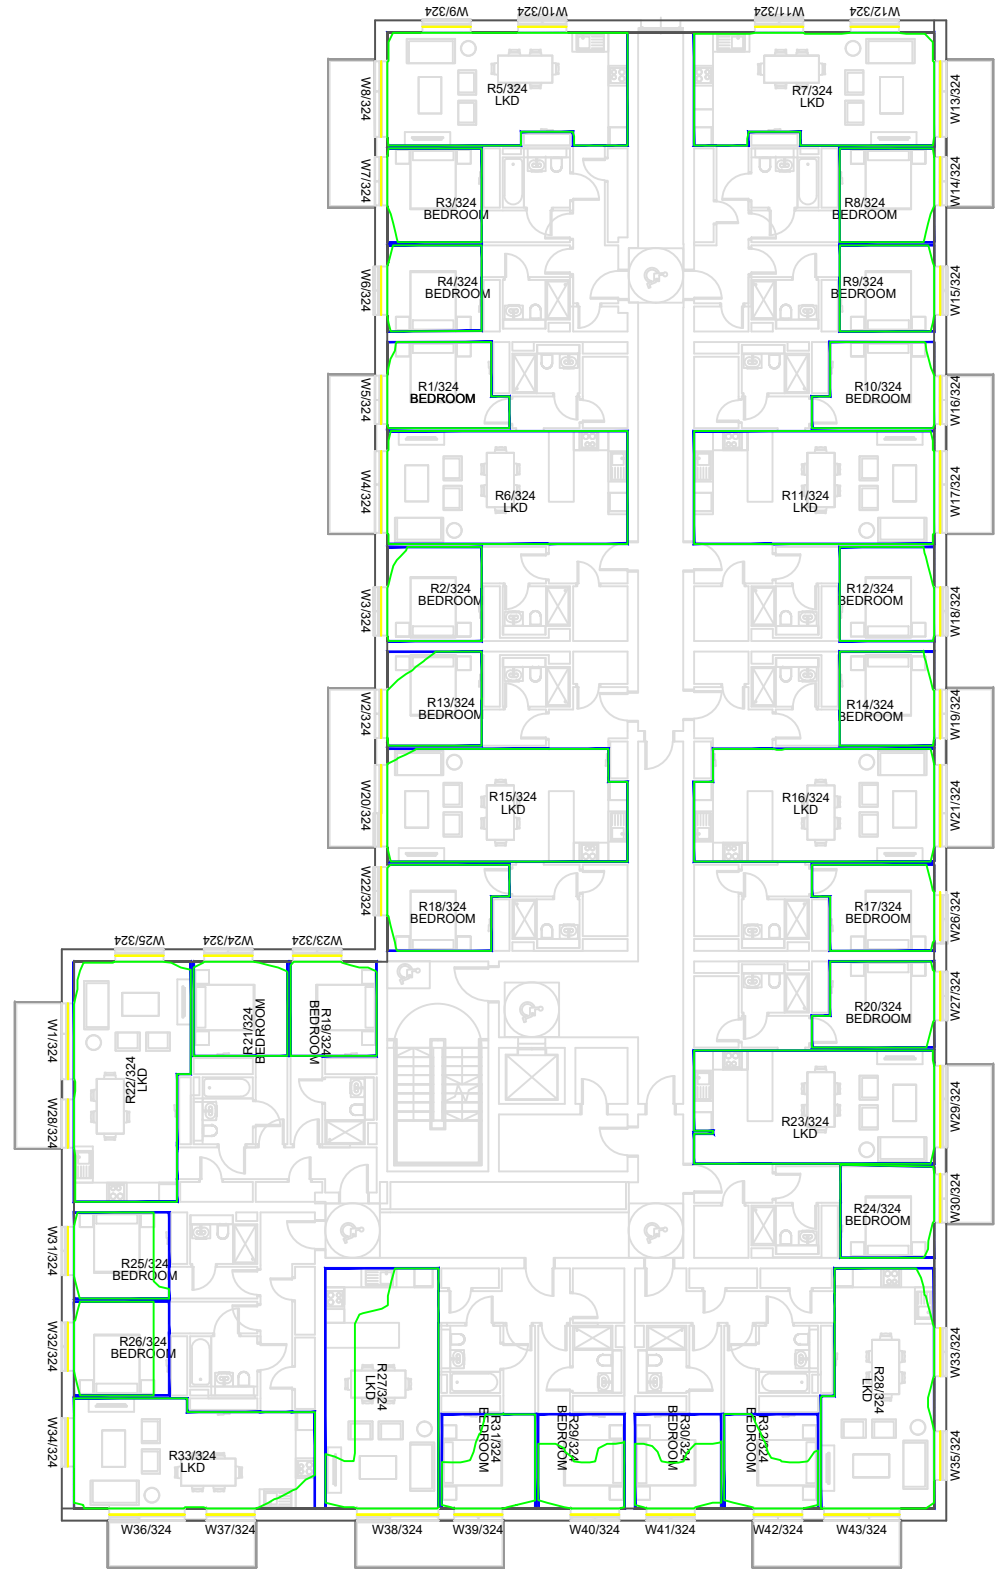 W9/324
W10/324
W11/324
W12/324
W8/324
R5/324
LKD
R7/324
LKD
W13/324
W7/324
R3/324
BEDROOM
R8/324
BEDROOM
W14/324
W6/324
R4/324
BEDROOM
R9/324
BEDROOM
W15/324
W5/324
R1/324
BEDROOM
R10/324
BEDROOM
W16/324
W4/324
R6/324
LKD
R11/324
LKD
W17/324
W3/324
R2/324
BEDROOM
R12/324
BEDROOM
W18/324
W2/324
R13/324
BEDROOM
R14/324
BEDROOM
W19/324
W20/324
R15/324
LKD
R16/324
LKD
W21/324
W22/324
R18/324
BEDROOM
R17/324
BEDROOM
W26/324
W25/324
W24/324
W23/324
W1/324
R22/324
LKD
R21/324
BEDROOM
R19/324
BEDROOM
R20/324
BEDROOM
W27/324
W28/324
R23/324
LKD
W29/324
R24/324
BEDROOM
W30/324
W31/324
R25/324
BEDROOM
W32/324
R26/324
BEDROOM
R27/324
LKD
R28/324
LKD
W33/324
W34/324
R33/324
LKD
R31/324
BEDROOM
R29/324
BEDROOM
R30/324
BEDROOM
R32/324
BEDROOM
W35/324
W36/324
W37/324
W38/324
W39/324
W40/324
W41/324
W42/324
W43/324